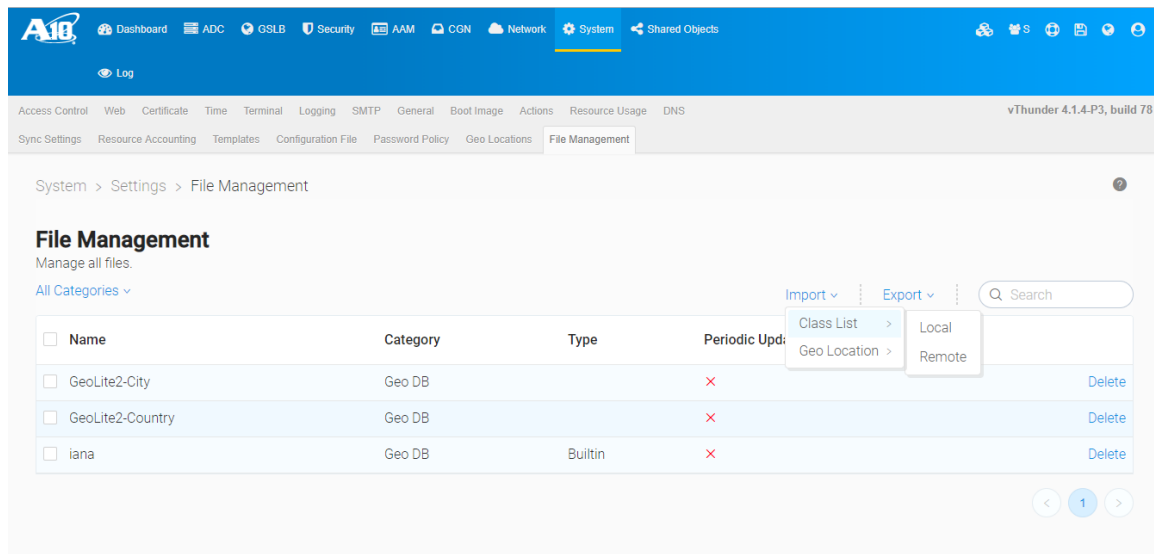 A10 Dashboard ADC GSLB Security AAM CGN Network System Shared Objects S
Log
Access Control Web Certificate Time Terminal Logging SMTP General Boot Image Actions Resource Usage DNS vThunder 4.1.4-P3, build 78
Sync Settings Resource Accounting Templates Configuration File Password Policy Geo Locations File Management
System > Settings > File Management ?
File Management
Manage all files.
All Categories
Import Export Search
Class List > Local
Geo Location > Remote
Name Category Type Periodic Upda
GeoLite2-City Geo DB Delete
GeoLite2-Country Geo DB Delete
iana Geo DB Builtin Delete
< 1 >